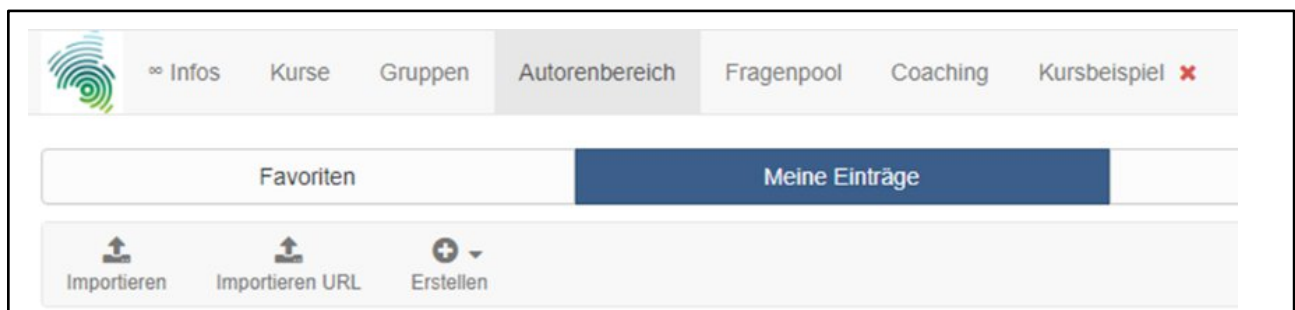 ∞ Infos Kurse Gruppen Autorenbereich Fragenpool Coaching Kursbeispiel ✖
Favoriten Meine Einträge
Importieren Importieren URL Erstellen